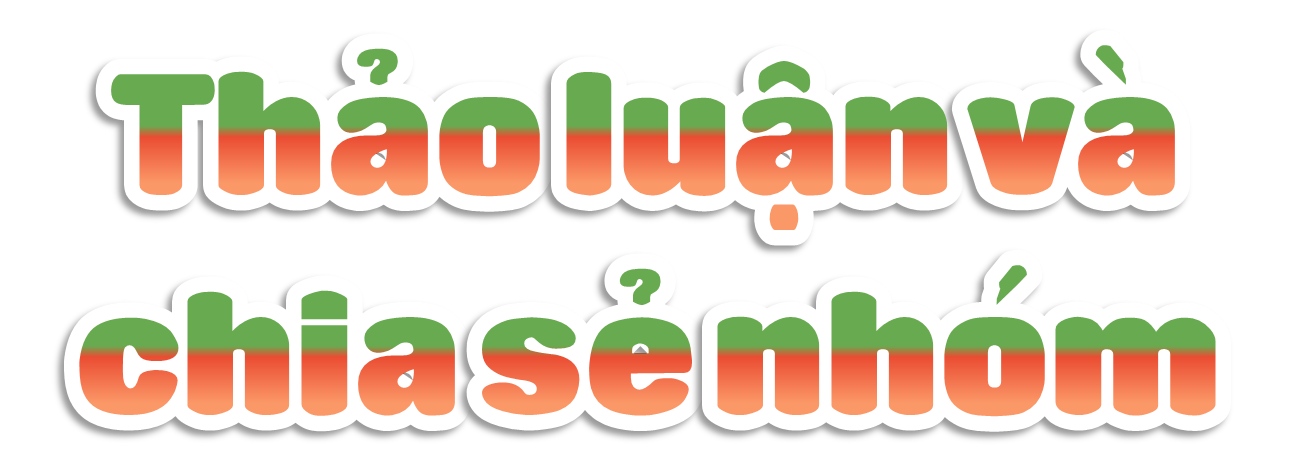 Thảo luận và
chia sẻ nhóm